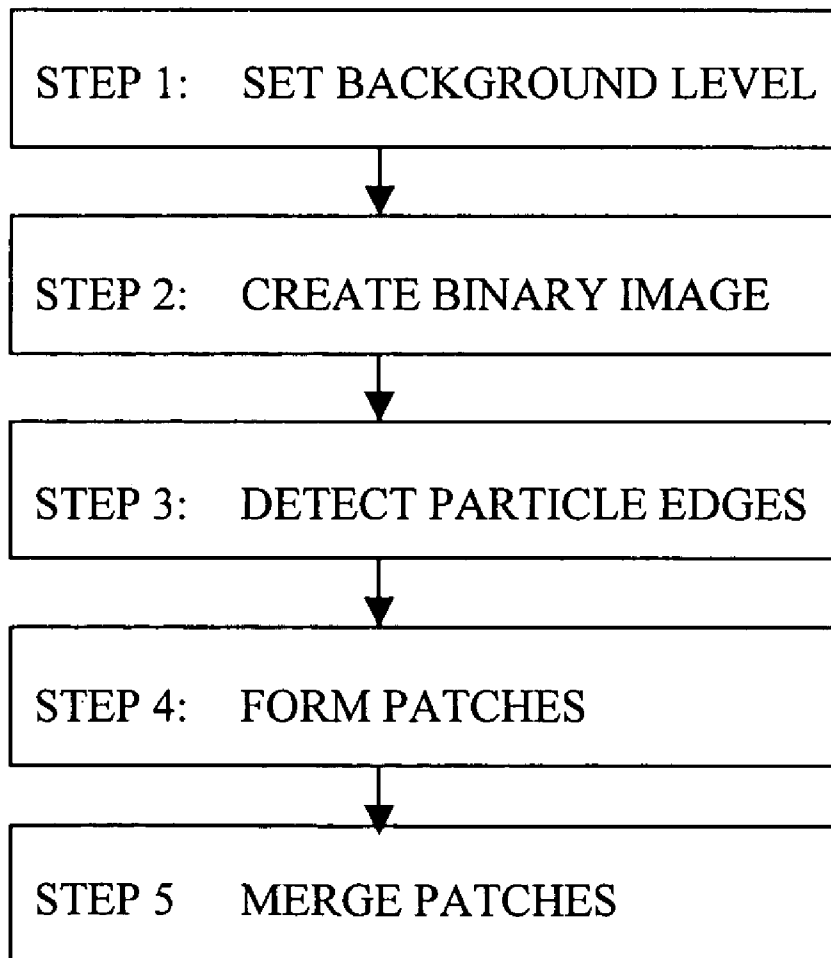 STEP 1: SET BACKGROUND LEVEL
STEP 2: CREATE BINARY IMAGE
STEP 3: DETECT PARTICLE EDGES
STEP 4: FORM PATCHES
STEP 5 MERGE PATCHES